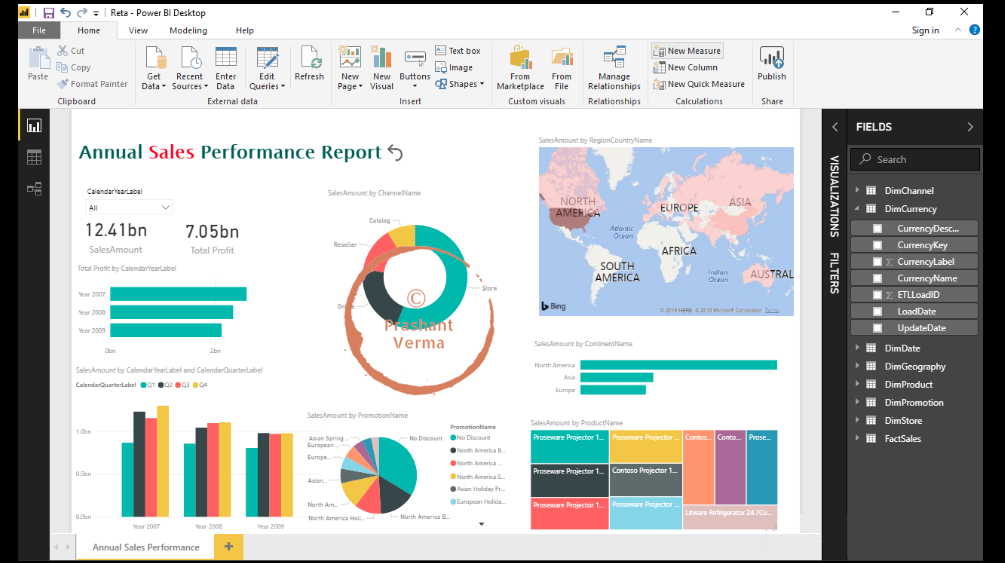 Reta - Power BI Desktop
File Home View Modeling Help Sign in
Cut
Copy
Format Painter
Paste
Clipboard
Get Data
Recent Sources
Enter Data
Edit Queries
Refresh
External data
New Page
New Visual
Buttons
Text box
Image
Shapes
Insert
From Marketplace
From File
Custom visuals
Manage Relationships
Relationships
New Measure
New Column
New Quick Measure
Calculations
Publish
Share
Annual Sales Performance Report
CalendarYearLabel
All
12.41bn
SalesAmount
7.05bn
Total Profit
Total Profit by CalendarYearLabel
Year 2007
Year 2008
Year 2009
0bn 2bn
SalesAmount by CalendarYearLabel and CalendarQuarterLabel
CalendarQuarterLabel Q1 Q2 Q3 Q4
1.0bn
0.5bn
0.0bn
Year 2007 Year 2008 Year 2009
SalesAmount by ChannelName
Catalog
Reseller
Store
©
Prashant
Verma
SalesAmount by PromotionName
Asian Spring...
European ...
Europe...
Asian...
North Am...
North America Holi...
North America B...
No Discount
PromotionName
No Discount
North America B...
North America ...
North America S...
Asian Holiday Pr...
European Holida...
SalesAmount by RegionCountryName
NORTH AMERICA
EUROPE
ASIA
Atlantic Ocean
AFRICA
SOUTH AMERICA
Indian Ocean
AUSTRAL
Bing
© 2019 HERE, © 2019 Microsoft Corporation Terms
SalesAmount by ContinentName
North America
Asia
Europe
SalesAmount by ProductName
Proseware Projector 1...
Proseware Projector ...
Contos...
Conto...
Prose...
Proseware Projector 1...
Contoso Projector 1...
Proseware Projector 1...
Proseware Projector ...
Litware Refrigerator 24.7Cu...
VISUALIZATIONS
FILTERS
FIELDS
Search
DimChannel
DimCurrency
CurrencyDesc...
CurrencyKey
Σ CurrencyLabel
CurrencyName
Σ ETLLoadID
LoadDate
UpdateDate
DimDate
DimGeography
DimProduct
DimPromotion
DimStore
FactSales
Annual Sales Performance +